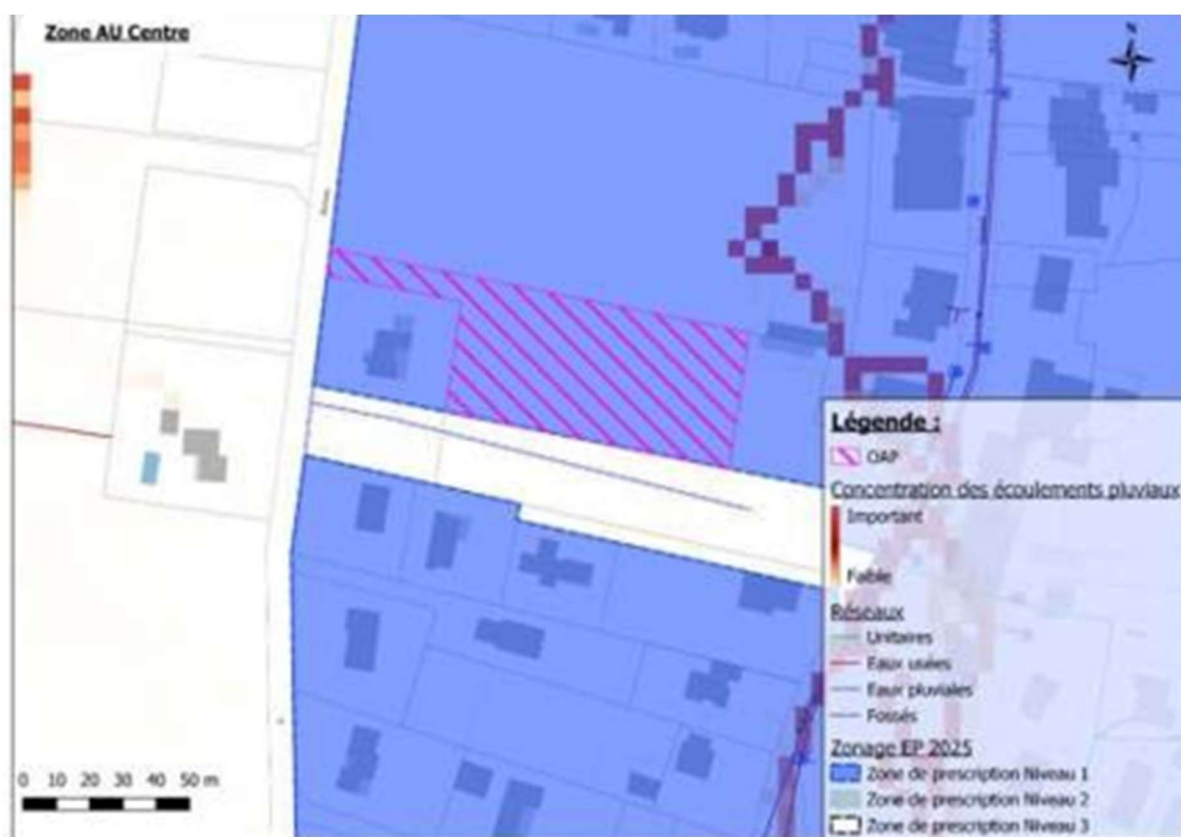 Zone AU Centre
N
Légende :
OAP
Concentration des écoulements pluviaux
Important
Faible
Réseaux
Unitaires
Eaux usées
Eaux pluviales
Fossés
Zonage EP 2025
Zone de prescription Niveau 1
Zone de prescription Niveau 2
Zone de prescription Niveau 3
0 10 20 30 40 50 m